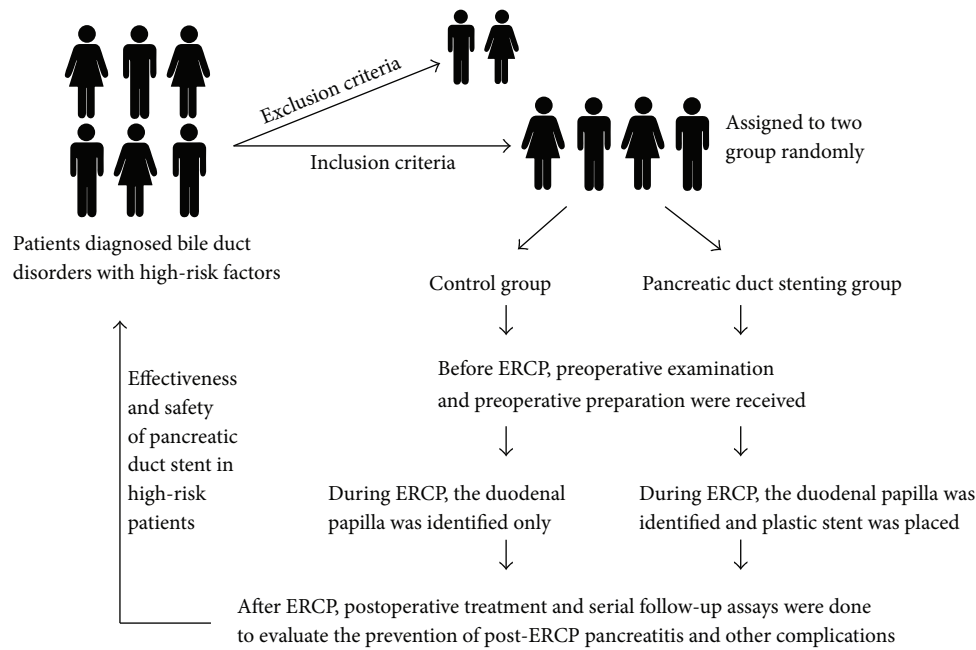 Exclusion criteria
Inclusion criteria
Assigned to two
group randomly
Patients diagnosed bile duct
disorders with high-risk factors
Control group
Pancreatic duct stenting group
Before ERCP, preoperative examination
and preoperative preparation were received
Effectiveness
and safety
of pancreatic
duct stent in
high-risk
patients
During ERCP, the duodenal
papilla was identified only
During ERCP, the duodenal papilla was
identified and plastic stent was placed
After ERCP, postoperative treatment and serial follow-up assays were done
to evaluate the prevention of post-ERCP pancreatitis and other complications